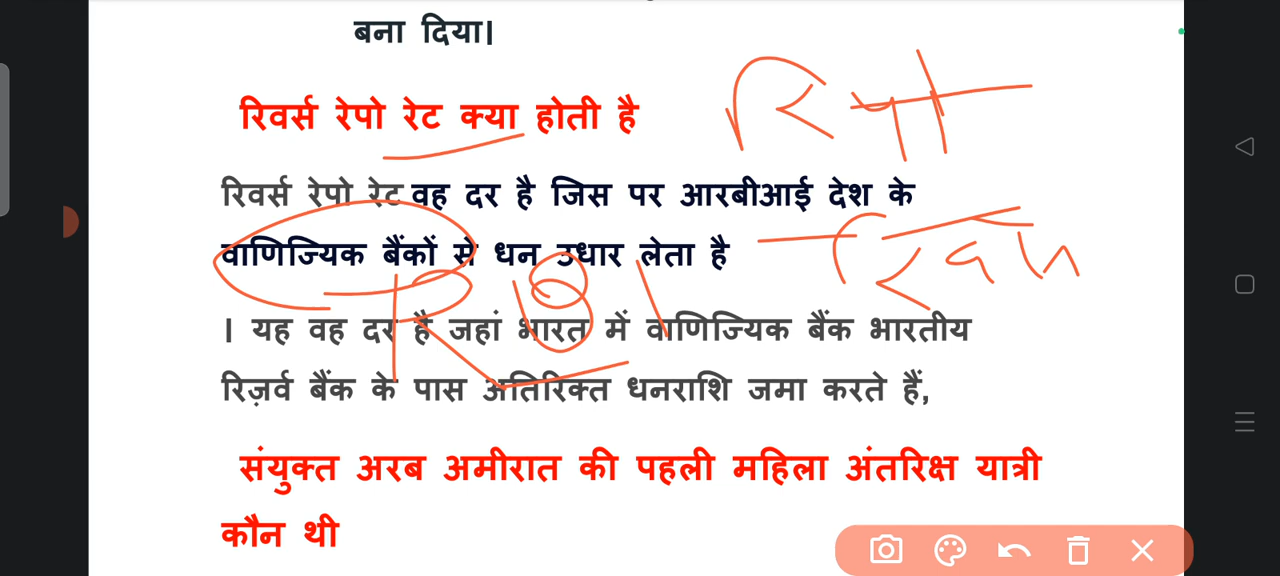 बना दिया।
रिवर्स रेपो रेट क्या होती है
रिवर्स रेपो रेट वह दर है जिस पर आरबीआई देश के
वाणिज्यिक बैंकों से धन उधार लेता है
RBI
। यह वह दर है जहां भारत में वाणिज्यिक बैंक भारतीय
रिज़र्व बैंक के पास अतिरिक्त धनराशि जमा करते हैं,
संयुक्त अरब अमीरात की पहली महिला अंतरिक्ष यात्री
कौन थी